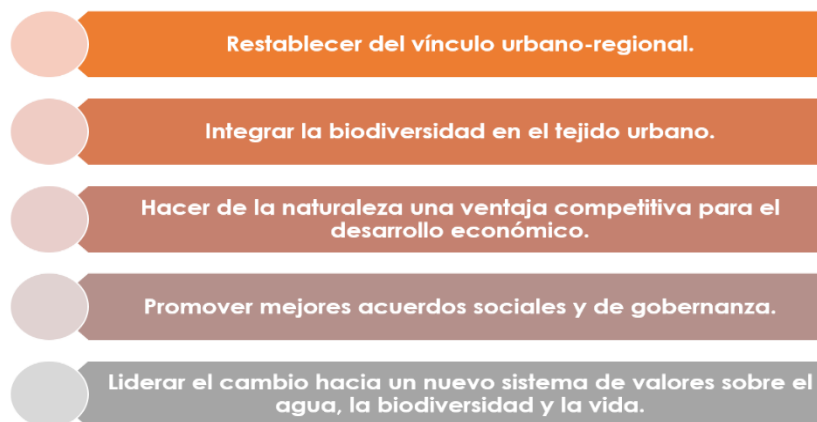 Restablecer del vínculo urbano-regional.
Integrar la biodiversidad en el tejido urbano.
Hacer de la naturaleza una ventaja competitiva para el
desarrollo económico.
Promover mejores acuerdos sociales y de gobernanza.
Liderar el cambio hacia un nuevo sistema de valores sobre el
agua, la biodiversidad y la vida.